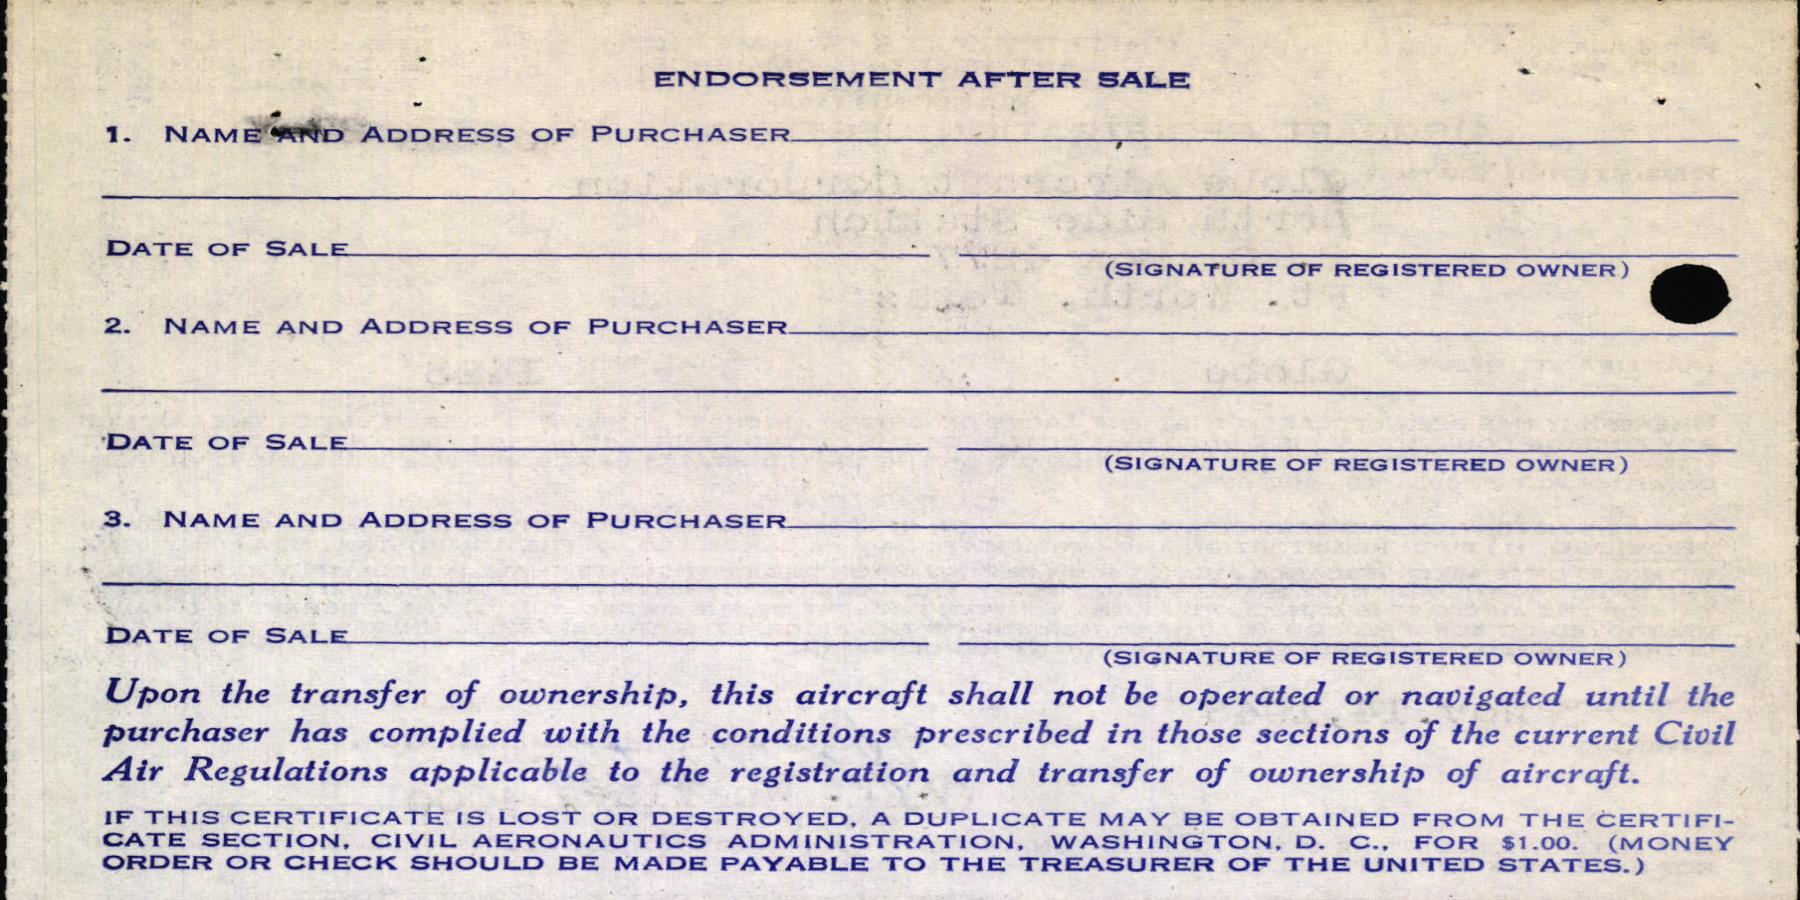 ENDORSEMENT AFTER SALE
1. NAME AND ADDRESS OF PURCHASER
DATE OF SALE
(SIGNATURE OF REGISTERED OWNER)
2. NAME AND ADDRESS OF PURCHASER
DATE OF SALE
(SIGNATURE OF REGISTERED OWNER)
3. NAME AND ADDRESS OF PURCHASER
DATE OF SALE
(SIGNATURE OF REGISTERED OWNER)
Upon the transfer of ownership, this aircraft shall not be operated or navigated until the
purchaser has complied with the conditions prescribed in those sections of the current Civil
Air Regulations applicable to the registration and transfer of ownership of aircraft.
IF THIS CERTIFICATE IS LOST OR DESTROYED, A DUPLICATE MAY BE OBTAINED FROM THE CERTIFI-
CATE SECTION, CIVIL AERONAUTICS ADMINISTRATION, WASHINGTON, D. C., FOR $1.00. (MONEY
ORDER OR CHECK SHOULD BE MADE PAYABLE TO THE TREASURER OF THE UNITED STATES.)